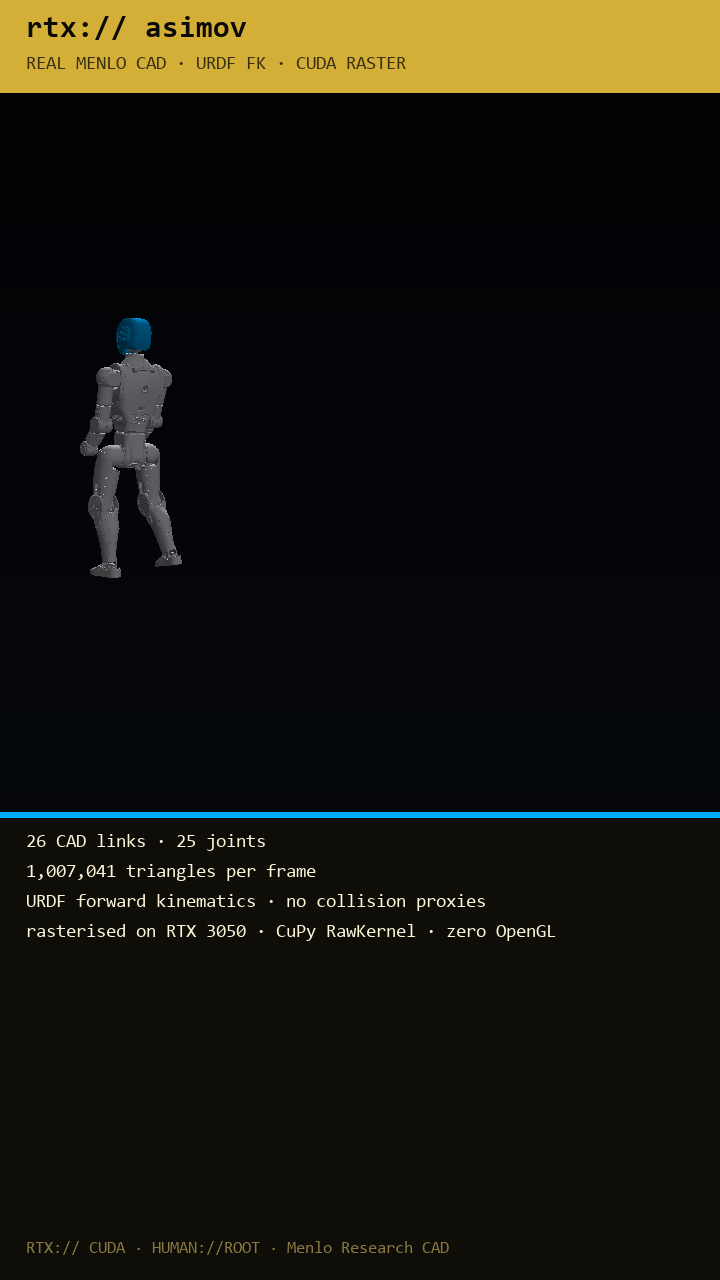 rtx:// asimov
REAL MENLO CAD · URDF FK · CUDA RASTER
26 CAD links · 25 joints
1,007,041 triangles per frame
URDF forward kinematics · no collision proxies
rasterised on RTX 3050 · CuPy RawKernel · zero OpenGL
RTX:// CUDA · HUMAN://ROOT · Menlo Research CAD